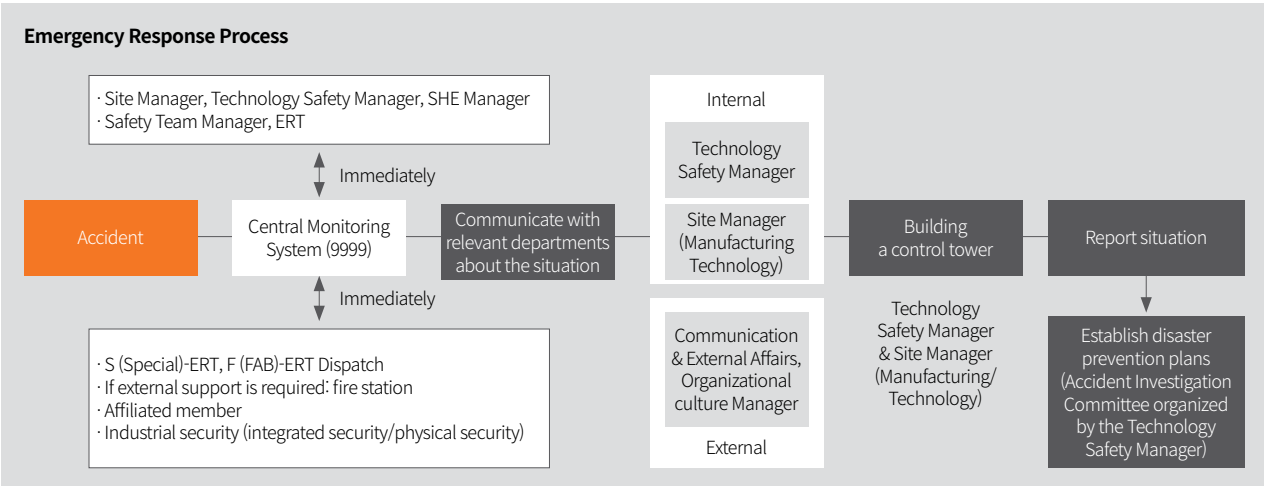 Emergency Response Process
· Site Manager, Technology Safety Manager, SHE Manager
· Safety Team Manager, ERT
Immediately
Accident
Central Monitoring
System (9999)
Immediately
· S (Special)-ERT, F (FAB)-ERT Dispatch
· If external support is required: fire station
· Affiliated member
· Industrial security (integrated security/physical security)
Communicate with
relevant departments
about the situation
Internal
Technology
Safety Manager
Site Manager
(Manufacturing
Technology)
Communication
& External Affairs,
Organizational
culture Manager
External
Building
a control tower
Technology
Safety Manager
& Site Manager
(Manufacturing/
Technology)
Report situation
Establish disaster
prevention plans
(Accident Investigation
Committee organized
by the Technology
Safety Manager)